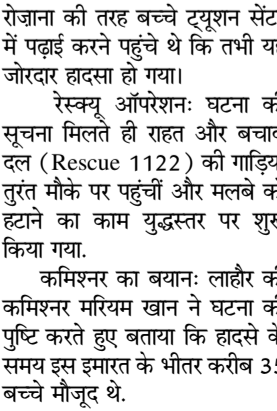 रोजाना की तरह बच्चे ट्यूशन सेंट
में पढ़ाई करने पहुंचे थे कि तभी यह
जोरदार हादसा हो गया।
रेस्क्यू ऑपरेशनः घटना की
सूचना मिलते ही राहत और बचाव
दल (Rescue 1122) की गाड़िय
तुरंत मौके पर पहुंचीं और मलबे क
हटाने का काम युद्धस्तर पर शुरु
किया गया.
कमिश्नर का बयानः लाहौर की
कमिश्नर मरियम खान ने घटना क
पुष्टि करते हुए बताया कि हादसे के
समय इस इमारत के भीतर करीब 35
बच्चे मौजूद थे.